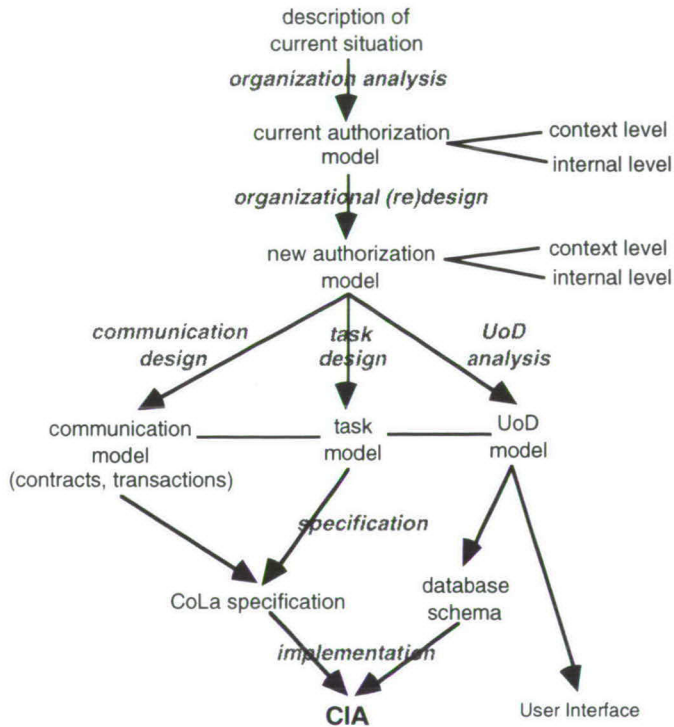 description of
current situation
organization analysis
current authorization
model
context level
internal level
organizational (re)design
new authorization
model
context level
internal level
communication
design
task
design
UoD
analysis
communication
model
(contracts, transactions)
task
model
UoD
model
specification
CoLa specification
database
schema
implementation
CIA
User Interface